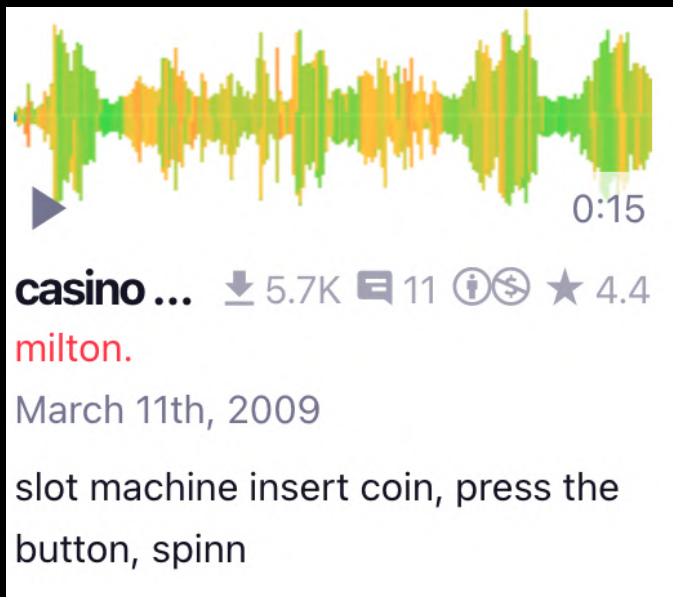 0:15
casino ... 5.7K 11 4.4
milton.
March 11th, 2009
slot machine insert coin, press the
button, spinn